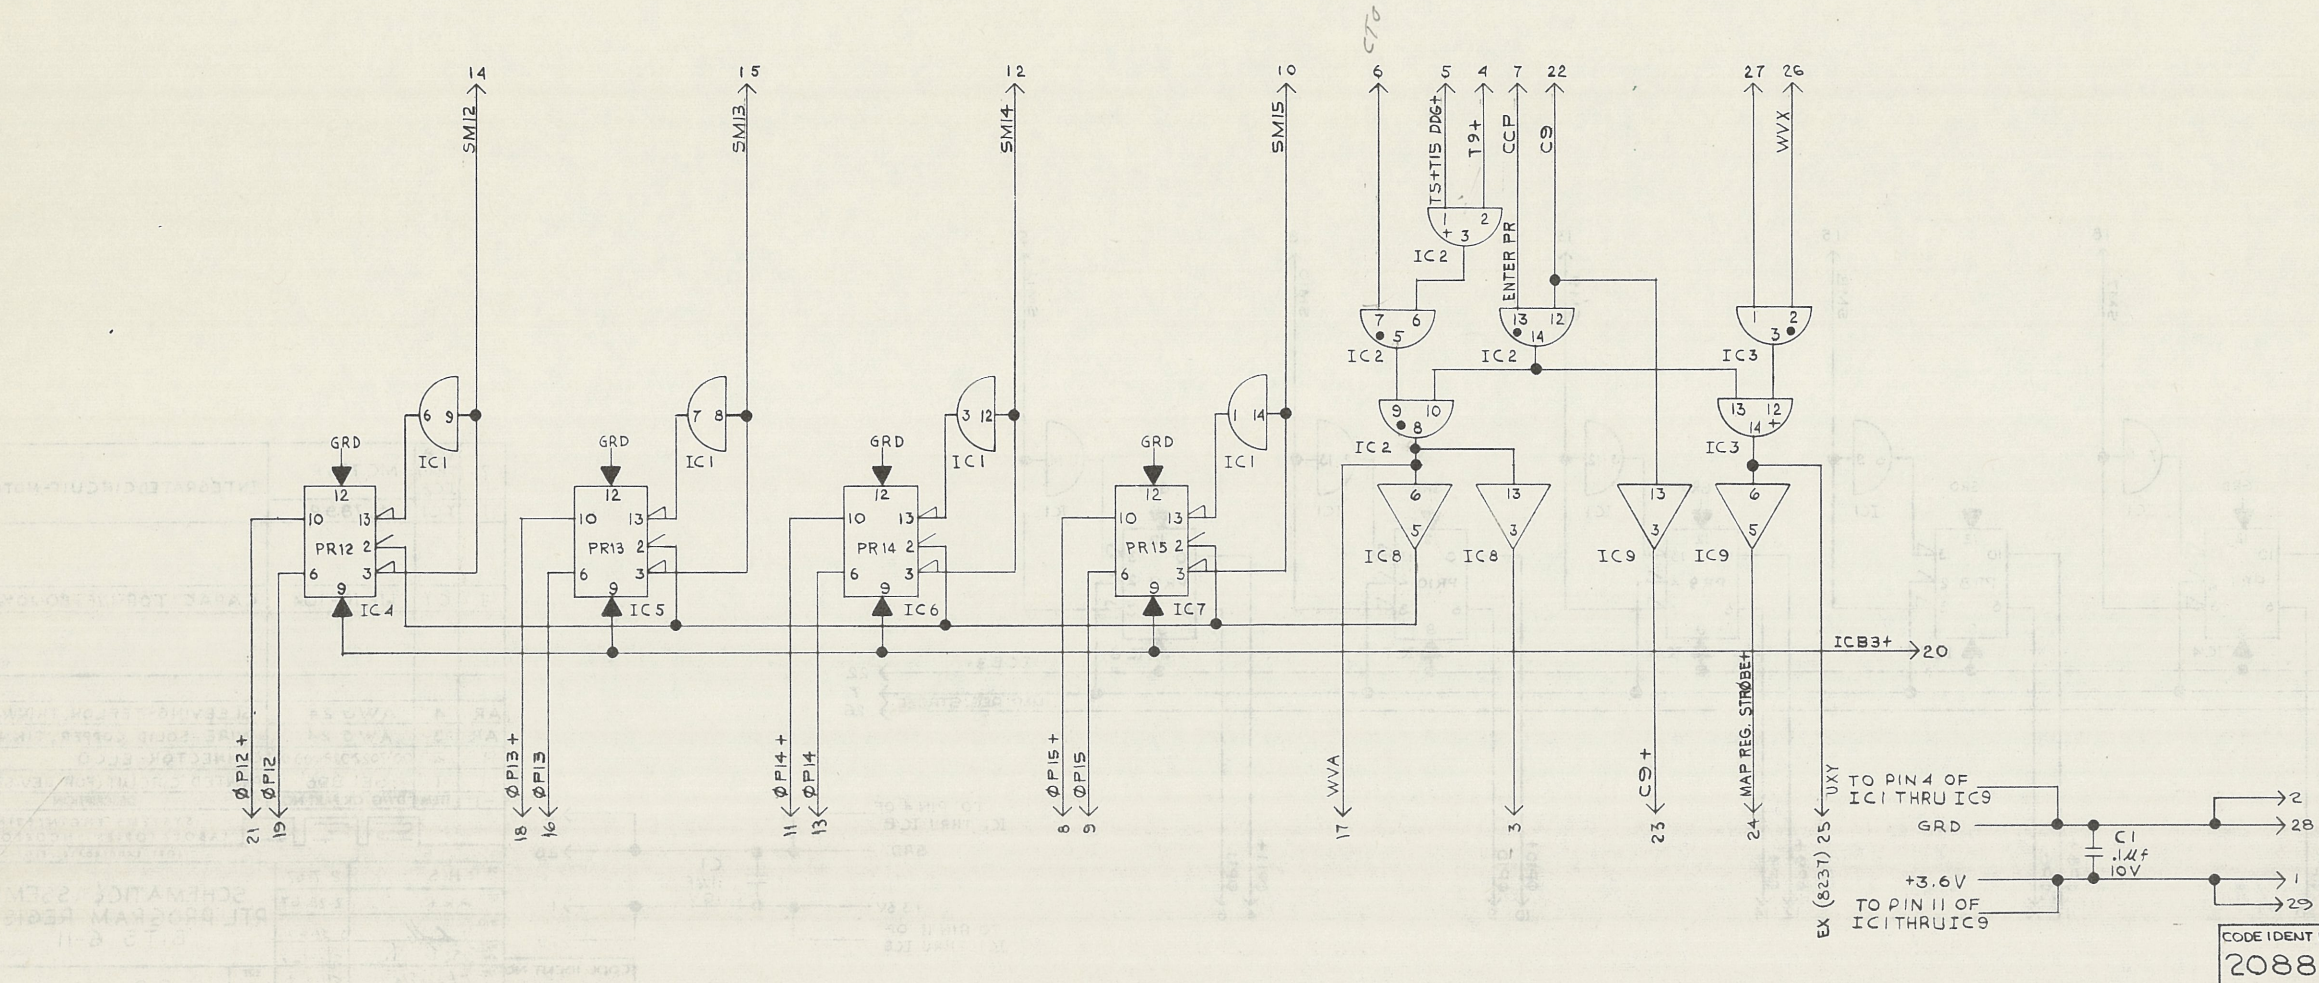 CTO
14
15
12
10
6
5
4
7
22
27
26
SM12
SM13
SM14
SM15
T5+T15 DDG+
T9+
CCP
C9
WVX
1 2
+ 3
IC2
ENTER PR
7 6
5
IC2
13 12
14
IC2
1 2
3
IC3
6 9
IC1
7 8
IC1
3 12
IC1
1 14
IC1
9 10
8
IC2
13 12
14 +
IC3
GRD
GRD
GRD
GRD
12
10 13
PR12 2
6 3
9
IC4
12
10 13
PR13 2
6 3
9
IC5
12
10 13
PR14 2
6 3
9
IC6
12
10 13
PR15 2
6 3
9
IC7
6
5
IC8
13
3
IC8
13
3
IC9
6
5
IC9
ICB3+
20
ØP12+
21
ØP12
19
ØP13+
18
ØP13
16
ØP14+
11
ØP14
13
ØP15+
8
ØP15
9
WVA
17
3
C9+
23
MAP REG. STRØBE+
24
UXY
EX (8237) 25
TO PIN 4 OF
IC1 THRU IC9
GRD
+3.6V
TO PIN 11 OF
IC1 THRU IC9
C1
.1µf
10V
2
28
1
29
CODE IDENT
2088